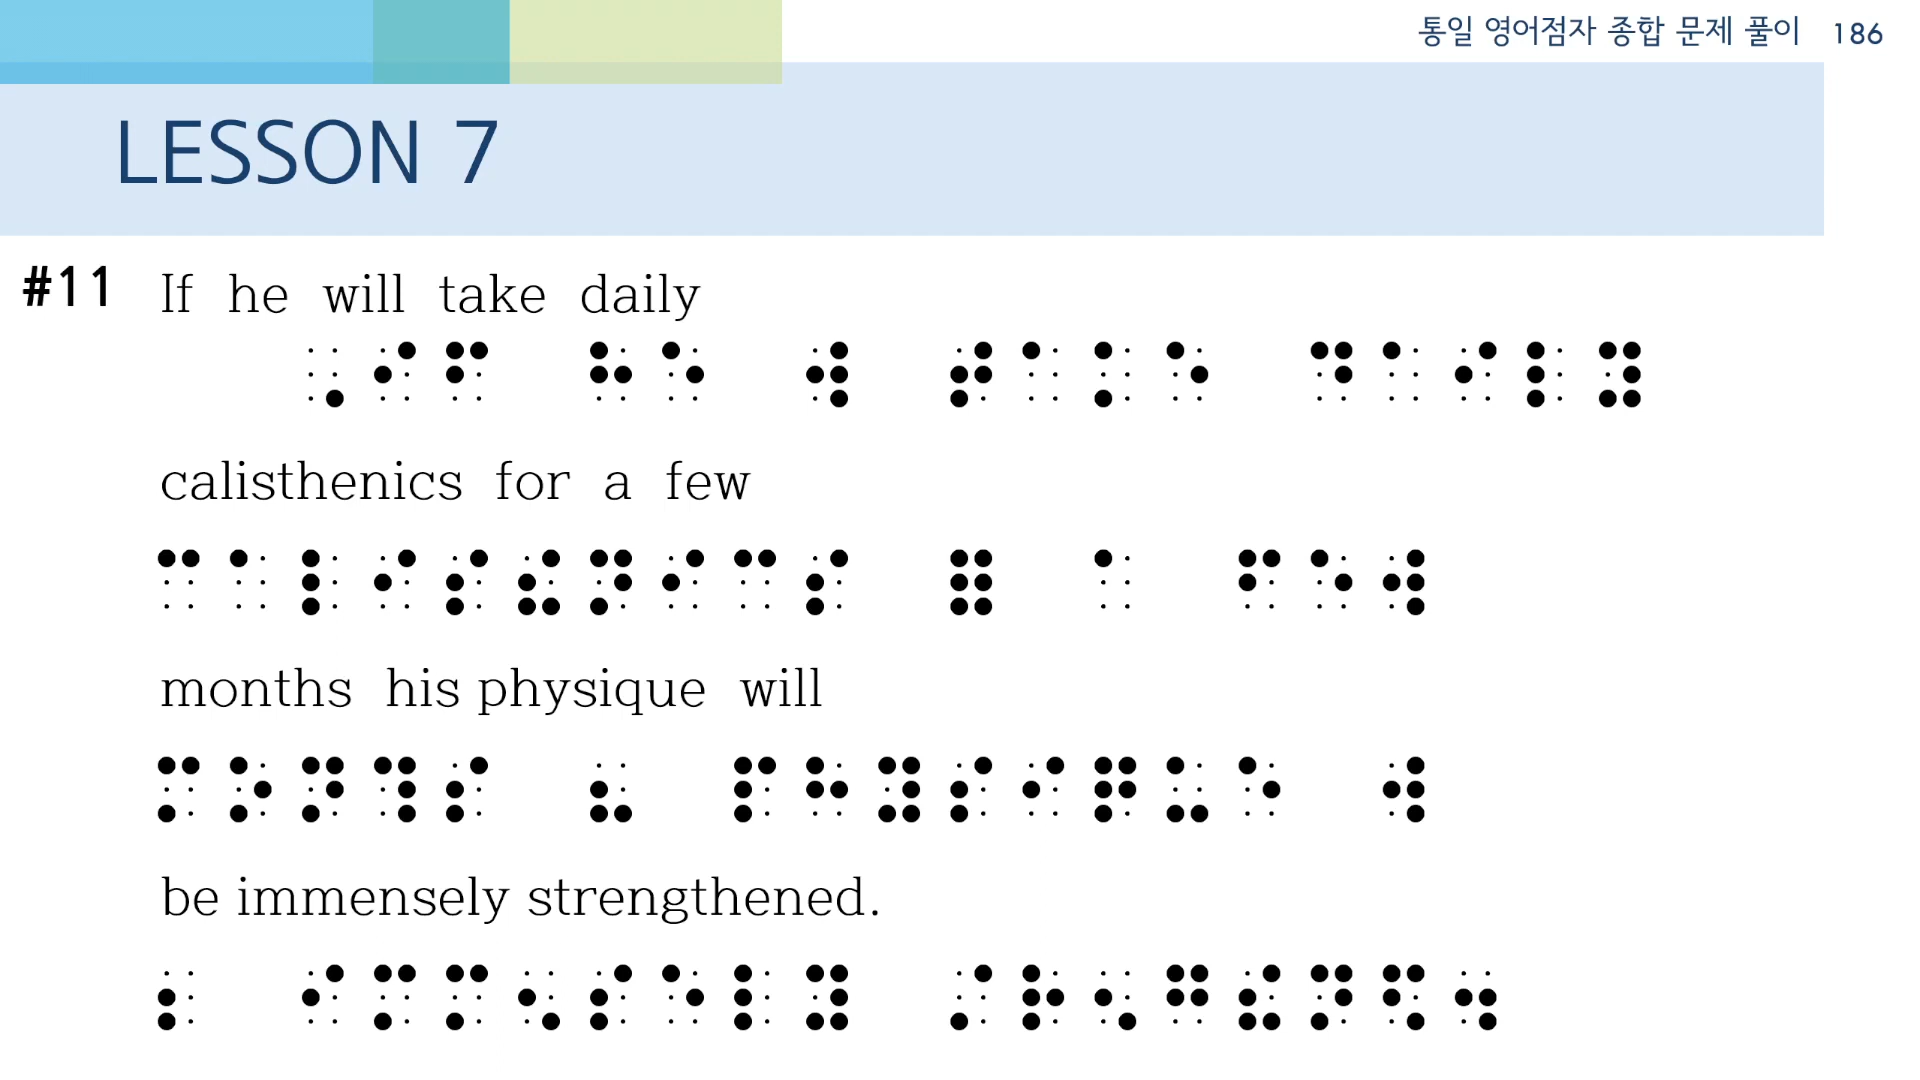 통일 영어점자 종합 문제 풀이 186
LESSON 7
#11 If he will take daily
⠠⠊⠋ ⠓⠑ ⠺ ⠞⠁⠅⠑ ⠙⠁⠊⠇⠽
calisthenics for a few
⠉⠁⠇⠊⠎⠮⠝⠊⠉⠎ ⠿ ⠁ ⠋⠑⠺
months his physique will
⠍⠕⠝⠹⠎ ⠦ ⠏⠓⠽⠎⠊⠟⠥⠑ ⠺
be immensely strengthened.
⠆ ⠊⠍⠍⠢⠎⠑⠇⠽ ⠌⠗⠢⠛⠮⠝⠫⠲